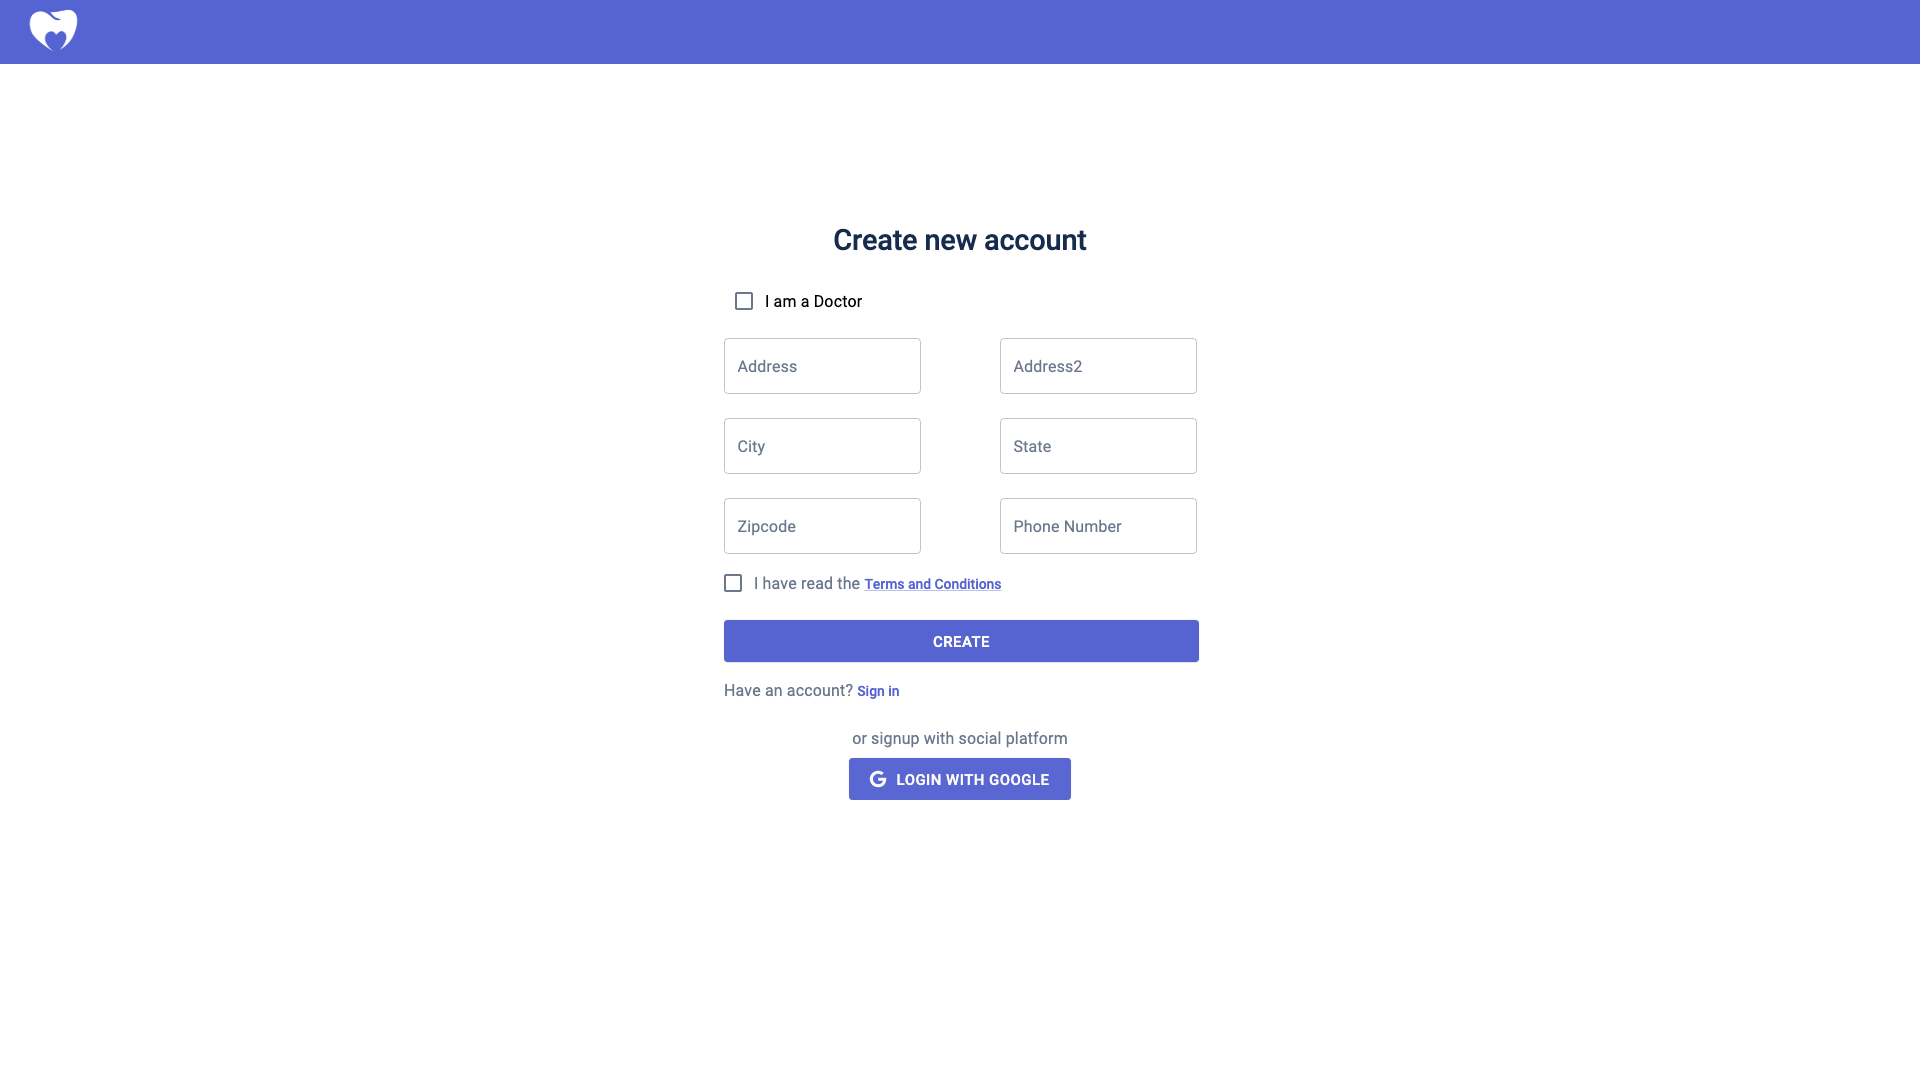 Create new account
I am a Doctor
Address
Address2
City
State
Zipcode
Phone Number
I have read the Terms and Conditions
CREATE
Have an account? Sign in
or signup with social platform
LOGIN WITH GOOGLE